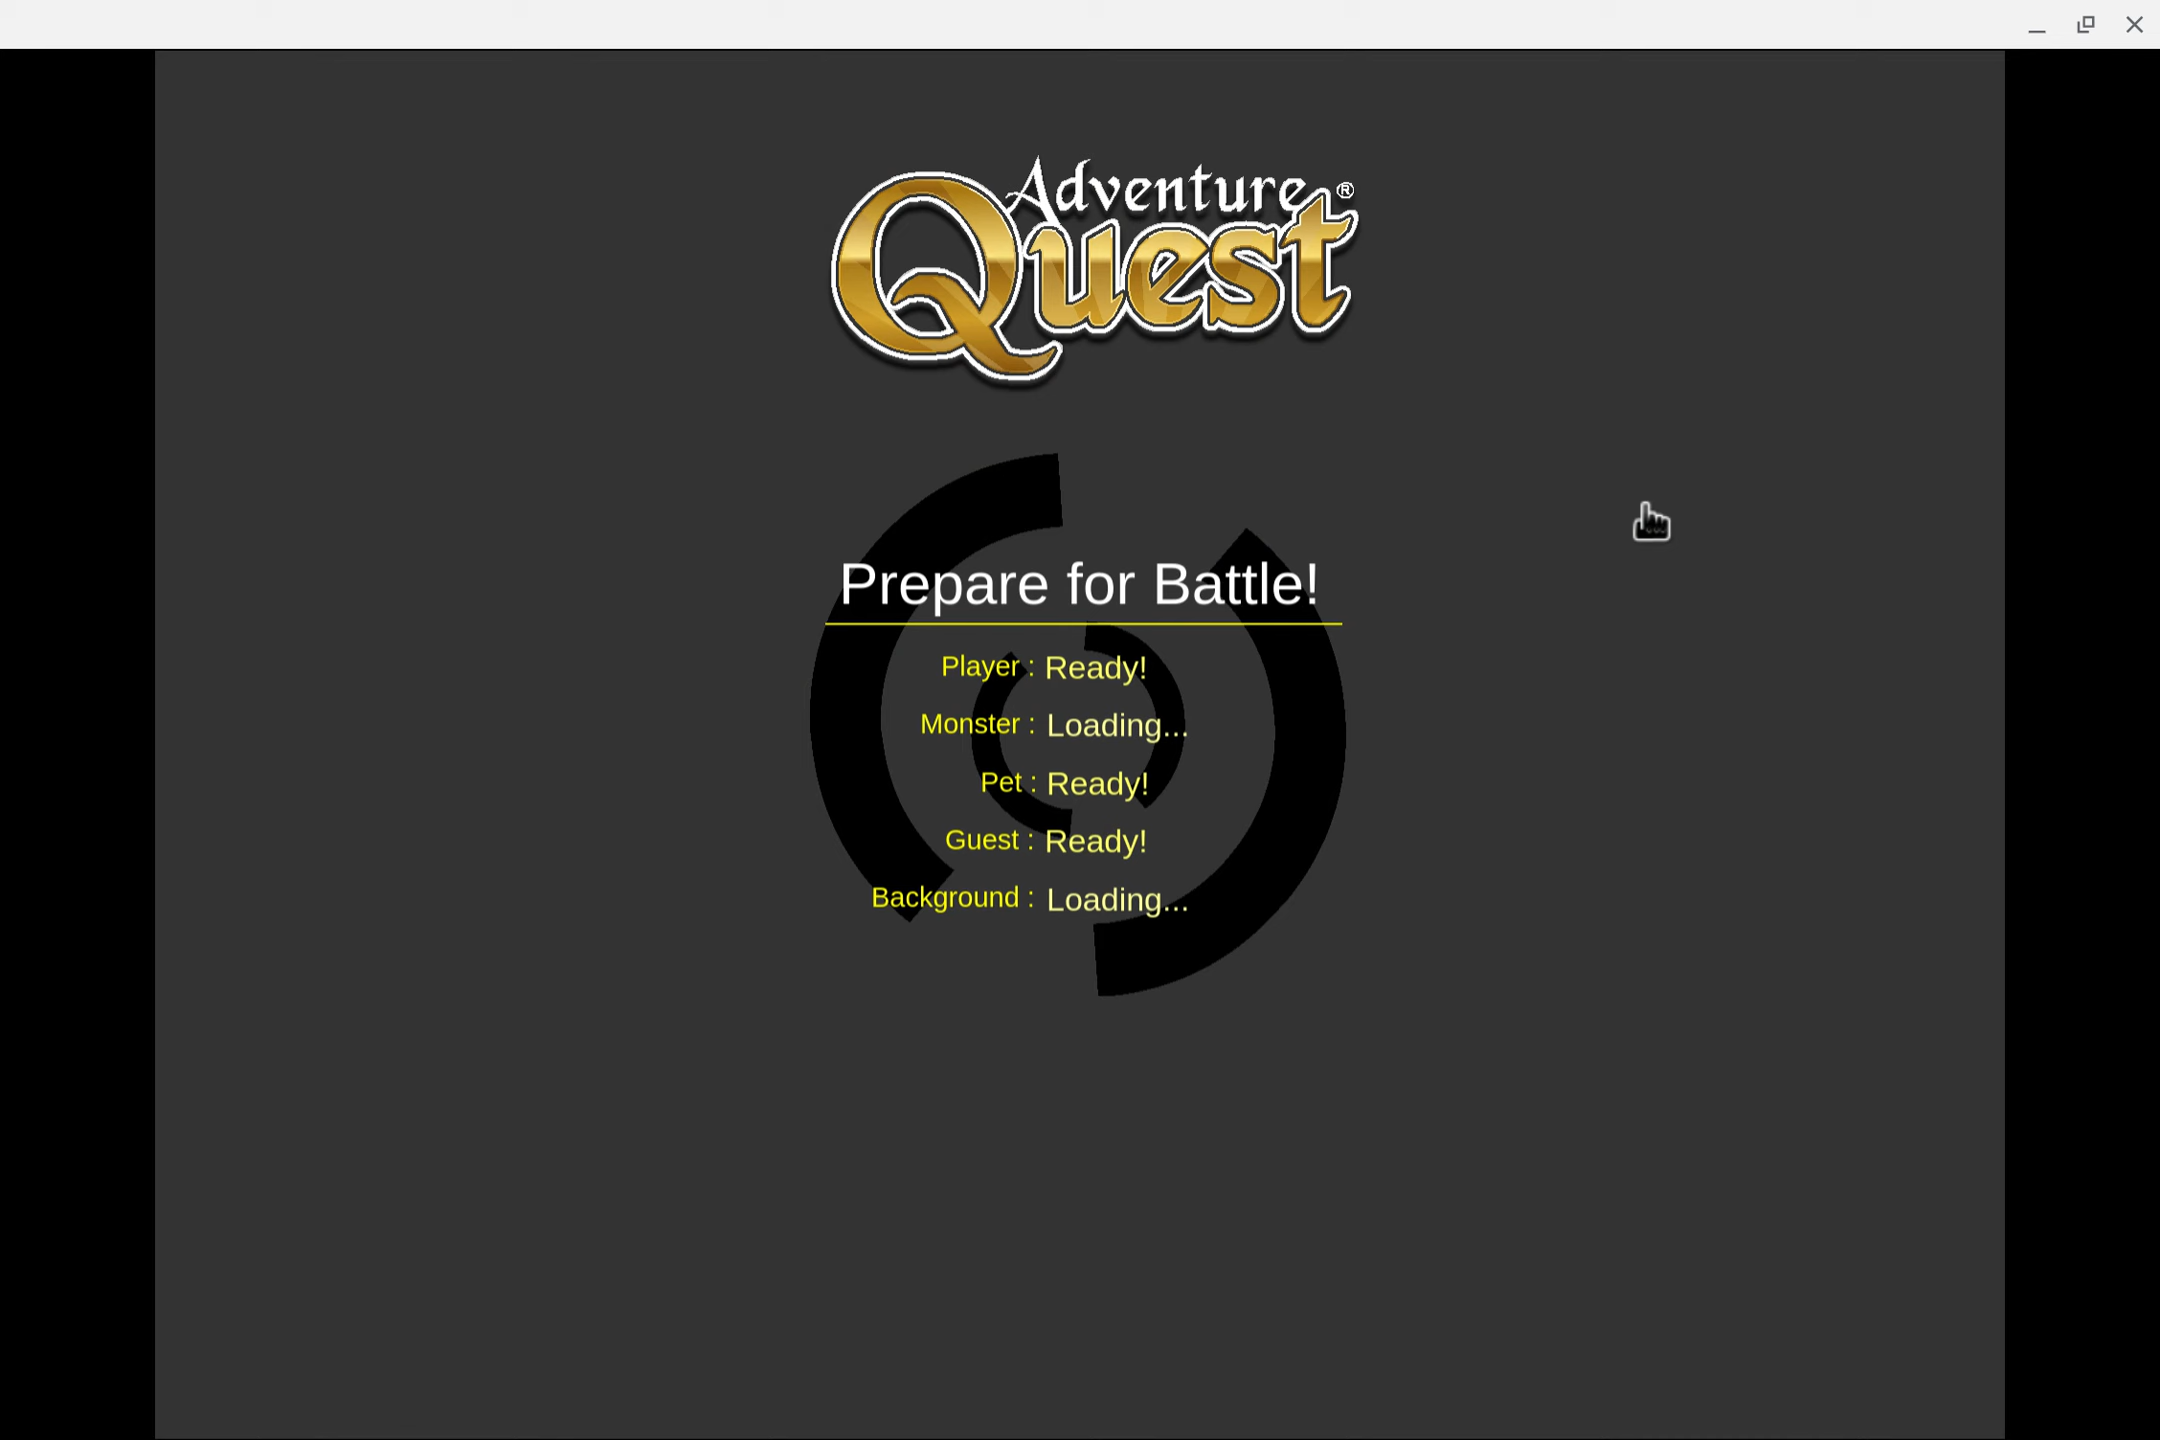 Adventure
Quest®
Prepare for Battle!
Player : Ready!
Monster : Loading...
Pet : Ready!
Guest : Ready!
Background : Loading...